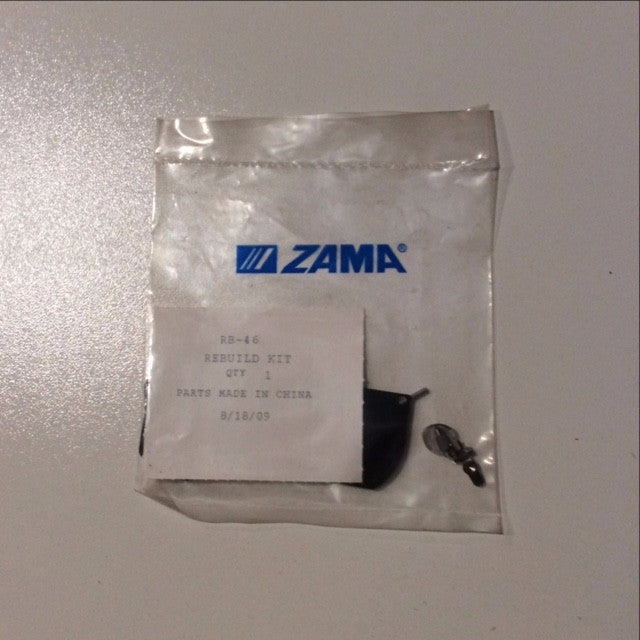 ZAMA®
RB-46
REBUILD KIT
QTY 1
PARTS MADE IN CHINA
8/18/09